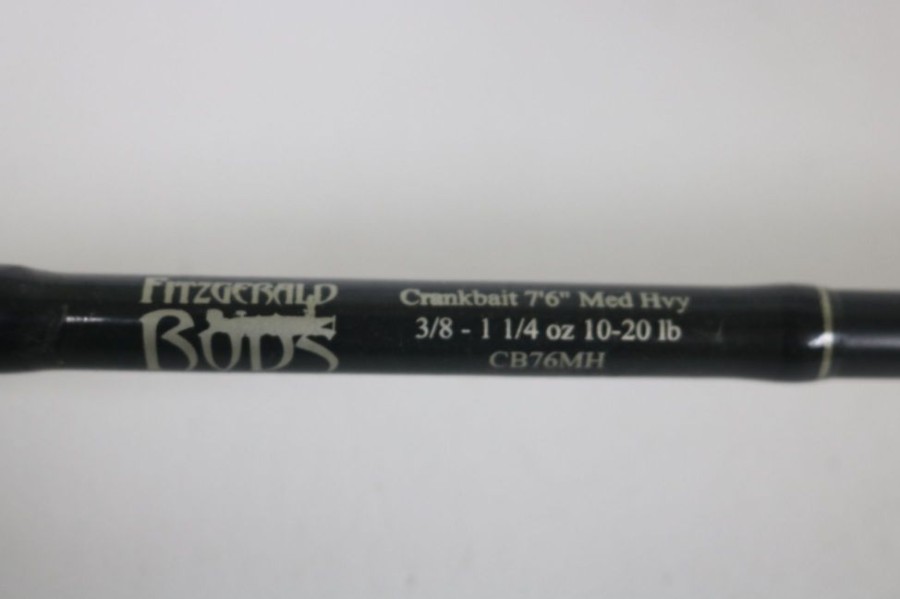 FITZGERALD
RODS
Crankbait 7'6" Med Hvy
3/8 - 1 1/4 oz 10-20 lb
CB76MH